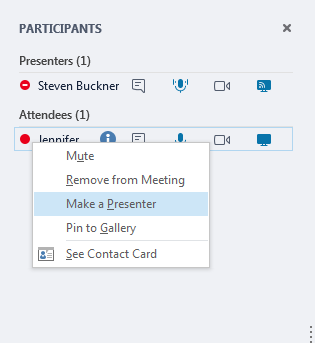 PARTICIPANTS
Presenters (1)
Steven Buckner
Attendees (1)
Jennifer
Mute
Remove from Meeting
Make a Presenter
Pin to Gallery
See Contact Card